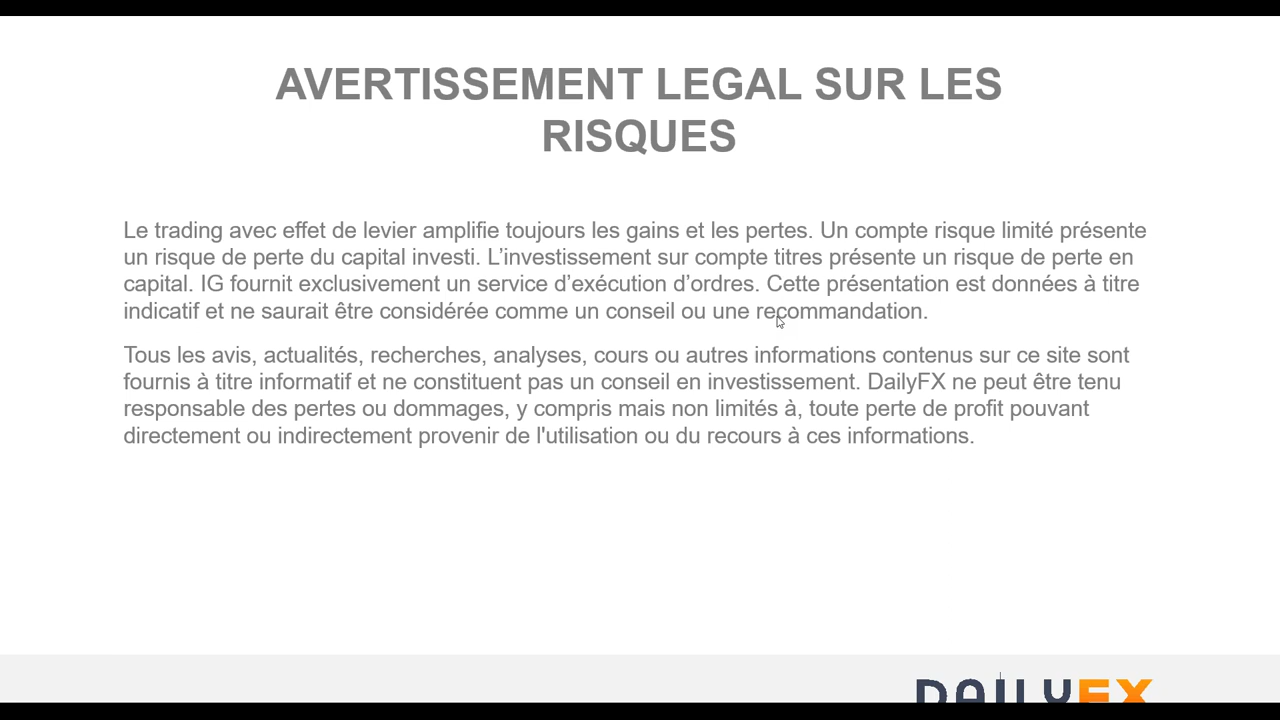 AVERTISSEMENT LEGAL SUR LES
RISQUES
Le trading avec effet de levier amplifie toujours les gains et les pertes. Un compte risque limité présente
un risque de perte du capital investi. L’investissement sur compte titres présente un risque de perte en
capital. IG fournit exclusivement un service d’exécution d’ordres. Cette présentation est données à titre
indicatif et ne saurait être considérée comme un conseil ou une recommandation.
Tous les avis, actualités, recherches, analyses, cours ou autres informations contenus sur ce site sont
fournis à titre informatif et ne constituent pas un conseil en investissement. DailyFX ne peut être tenu
responsable des pertes ou dommages, y compris mais non limités à, toute perte de profit pouvant
directement ou indirectement provenir de l'utilisation ou du recours à ces informations.
DAILYFX